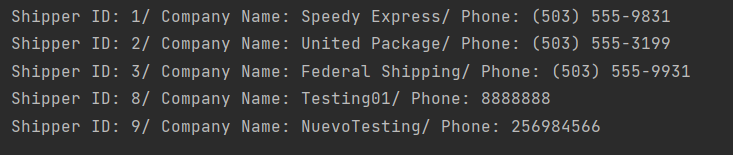 Shipper ID: 1/ Company Name: Speedy Express/ Phone: (503) 555-9831
Shipper ID: 2/ Company Name: United Package/ Phone: (503) 555-3199
Shipper ID: 3/ Company Name: Federal Shipping/ Phone: (503) 555-9931
Shipper ID: 8/ Company Name: Testing01/ Phone: 8888888
Shipper ID: 9/ Company Name: NuevoTesting/ Phone: 256984566